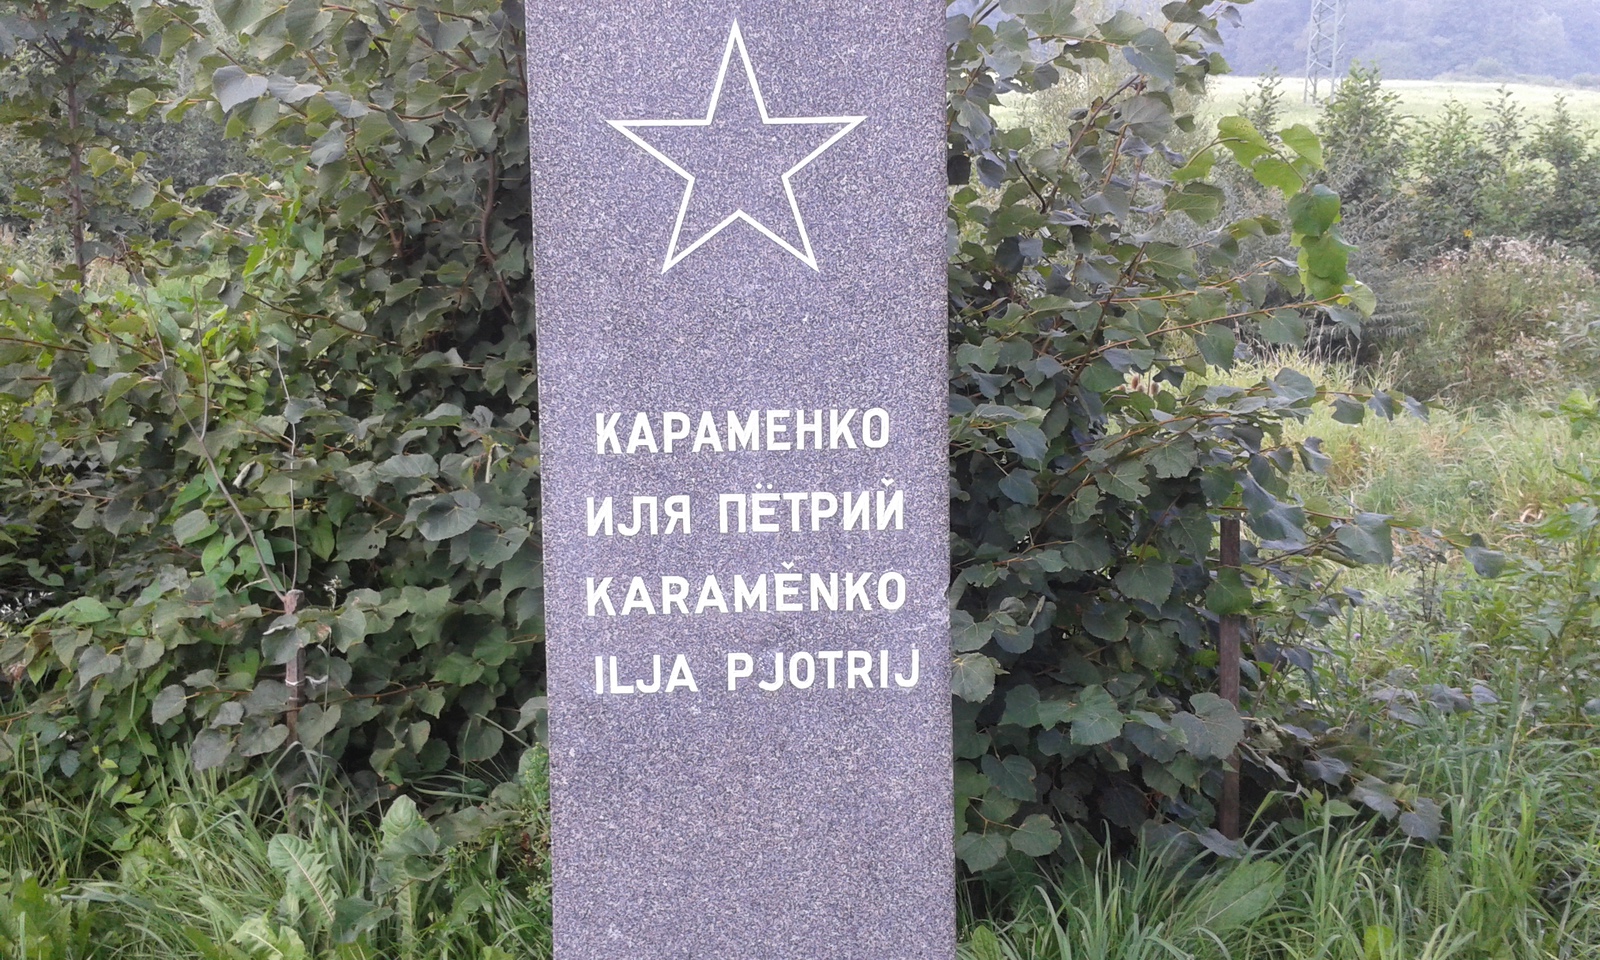 КАРАМЕНКО
ИЛЯ ПЁТРИЙ
KARAMĚNKO
ILJA PJOTRIJ